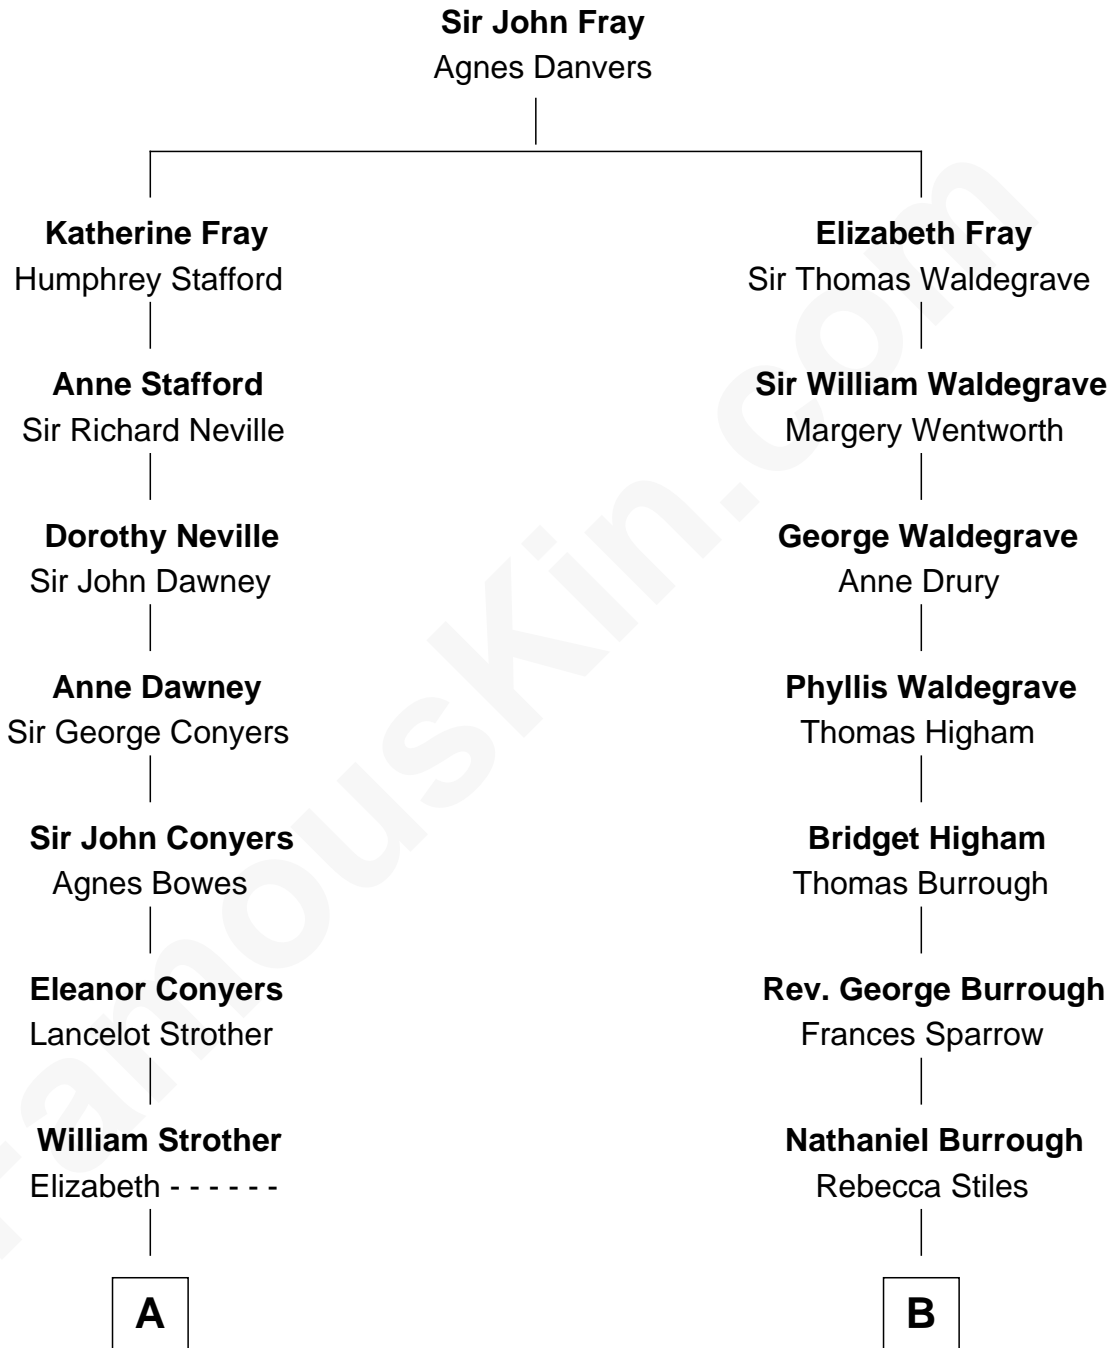 Sir John Fray
Agnes Danvers
Katherine Fray
Humphrey Stafford
Elizabeth Fray
Sir Thomas Waldegrave
Anne Stafford
Sir Richard Neville
Sir William Waldegrave
Margery Wentworth
Dorothy Neville
Sir John Dawney
George Waldegrave
Anne Drury
Anne Dawney
Sir George Conyers
Phyllis Waldegrave
Thomas Higham
Sir John Conyers
Agnes Bowes
Bridget Higham
Thomas Burrough
Eleanor Conyers
Lancelot Strother
Rev. George Burrough
Frances Sparrow
William Strother
Elizabeth - - - - - -
Nathaniel Burrough
Rebecca Stiles
A
B
FamousKin.com